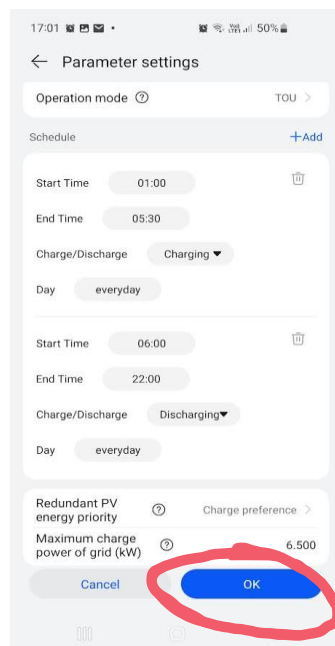 17:01 50%
Parameter settings
Operation mode TOU >
Schedule +Add
Start Time 01:00
End Time 05:30
Charge/Discharge Charging
Day everyday
Start Time 06:00
End Time 22:00
Charge/Discharge Discharging
Day everyday
Redundant PV
energy priority Charge preference >
Maximum charge
power of grid (kW) 6.500
Cancel OK